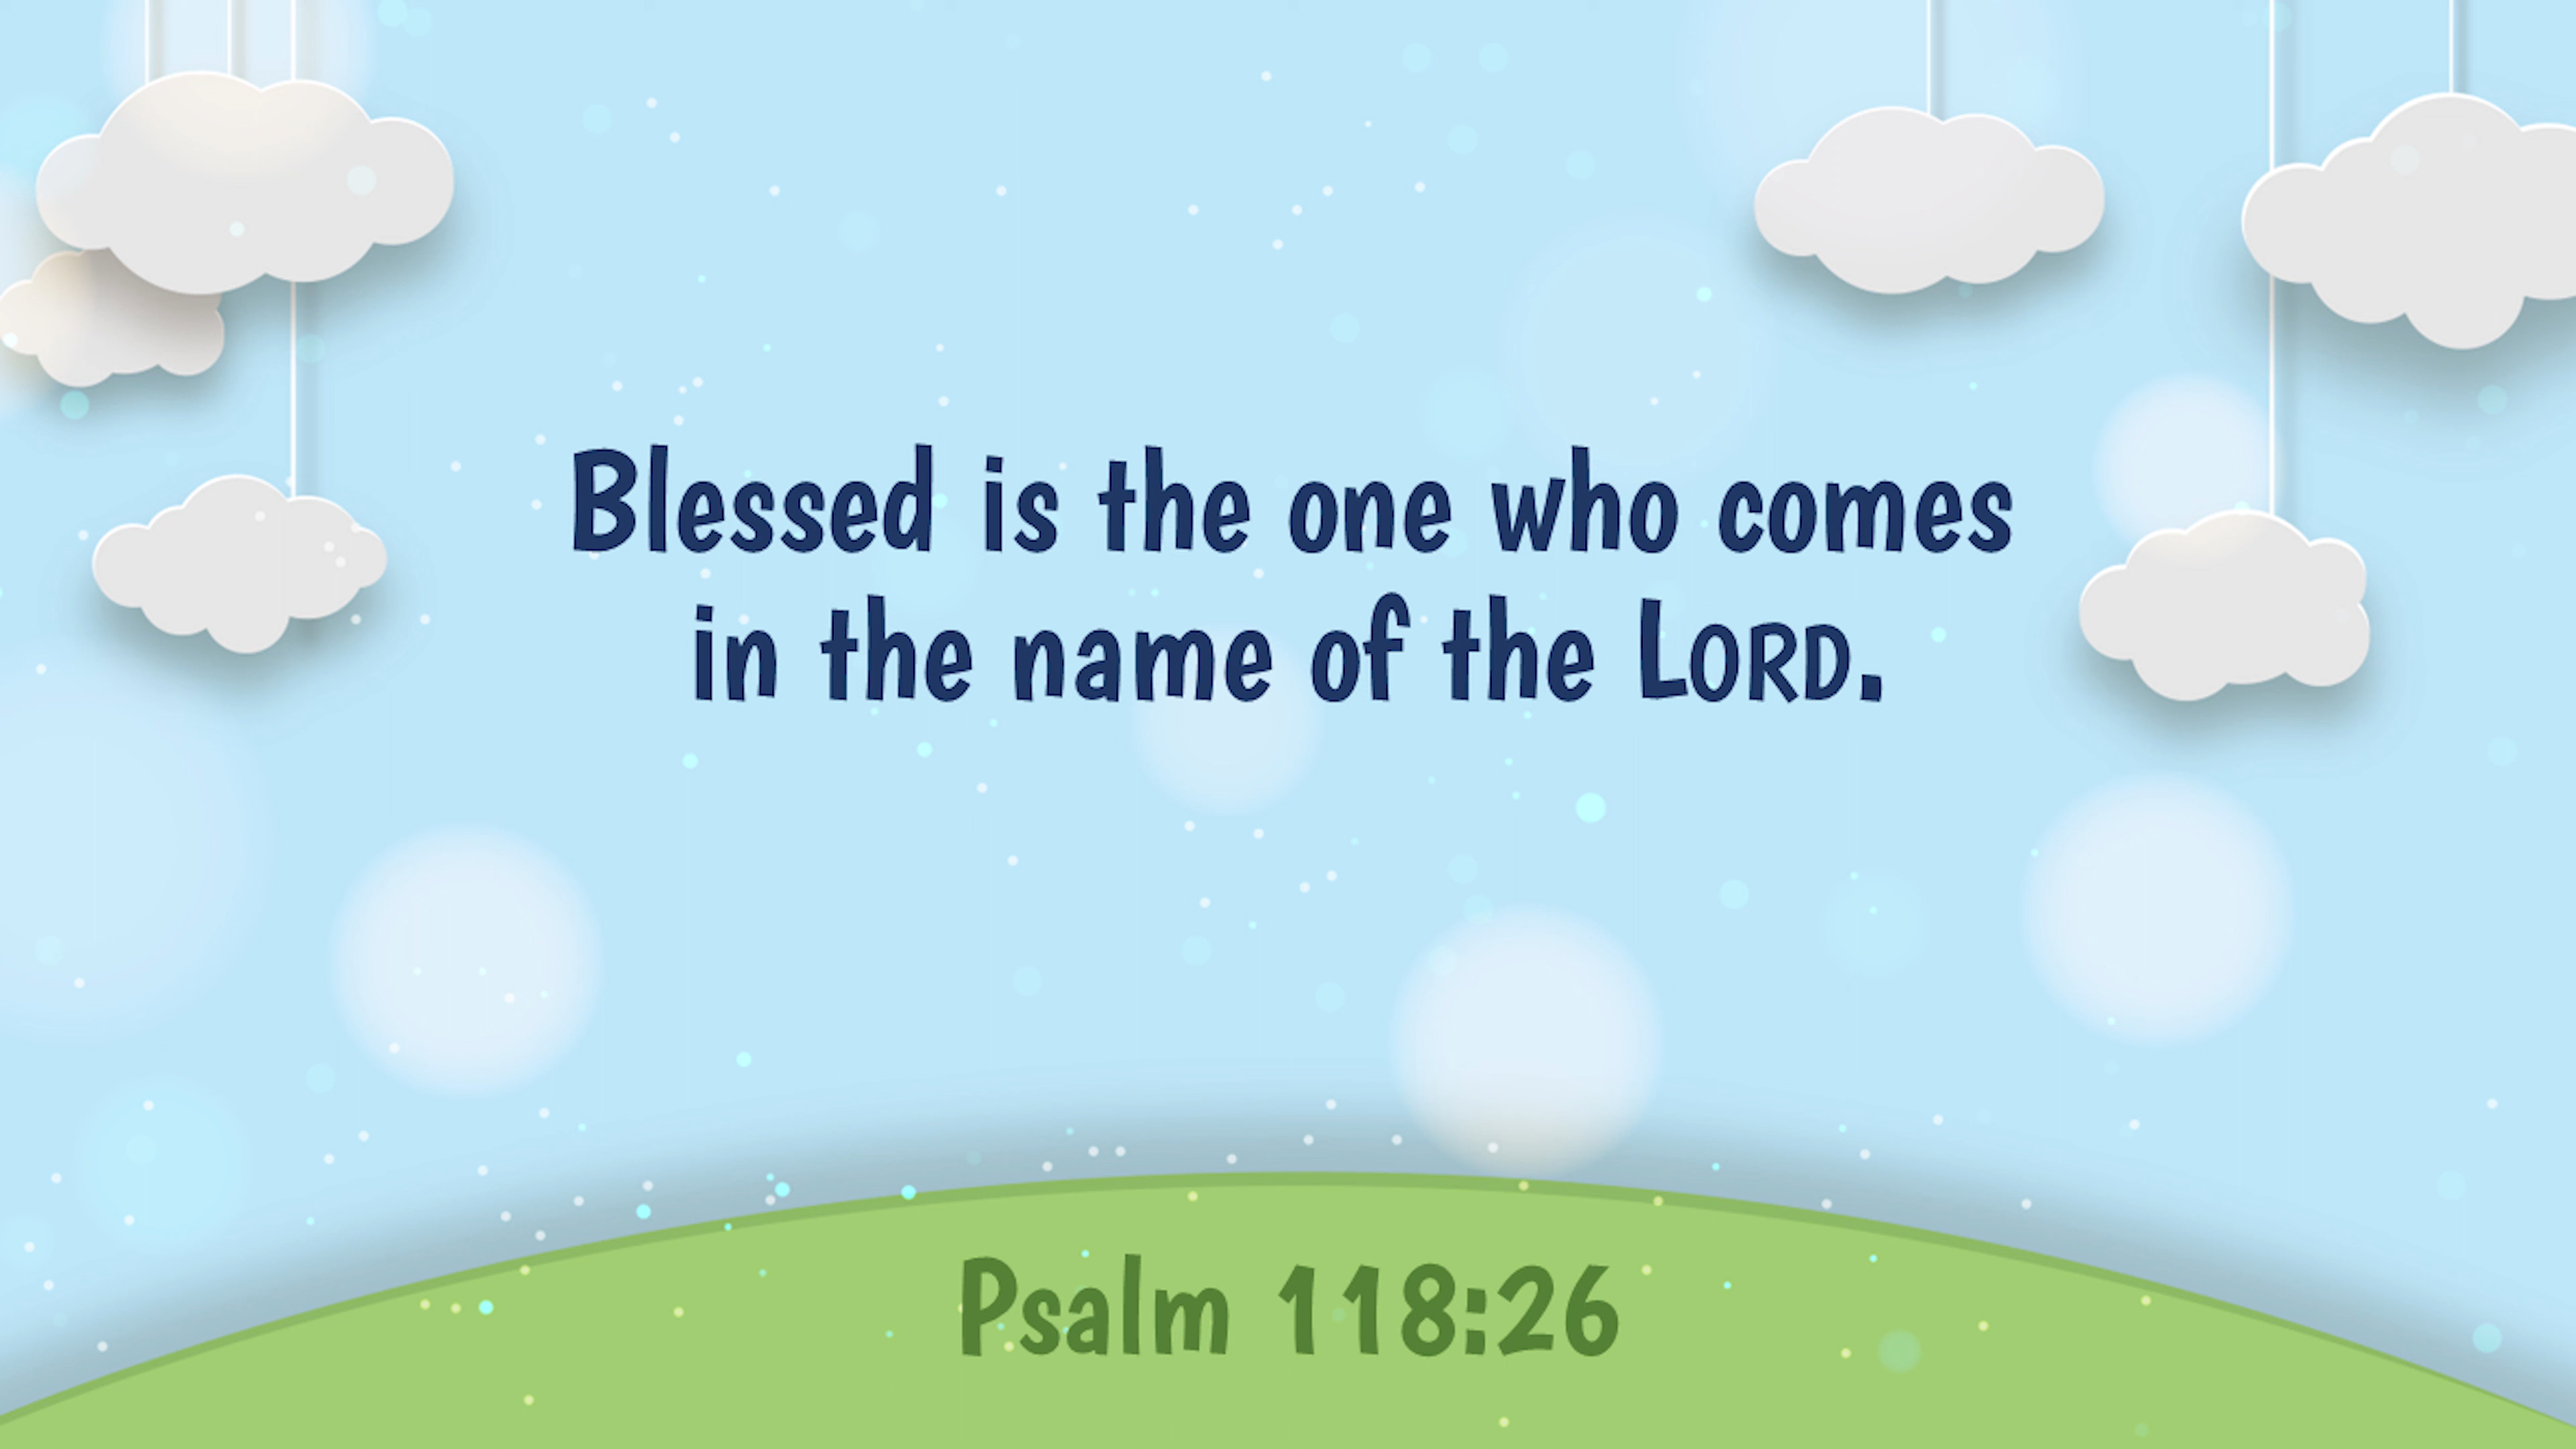 Blessed is the one who comes
in the name of the LORD.
Psalm 118:26